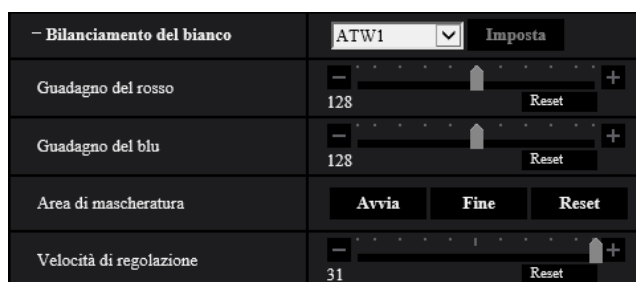 − Bilanciamento del bianco ATW1 Imposta
Guadagno del rosso − +
128 Reset
Guadagno del blu − +
128 Reset
Area di mascheratura Avvia Fine Reset
Velocità di regolazione − +
31 Reset